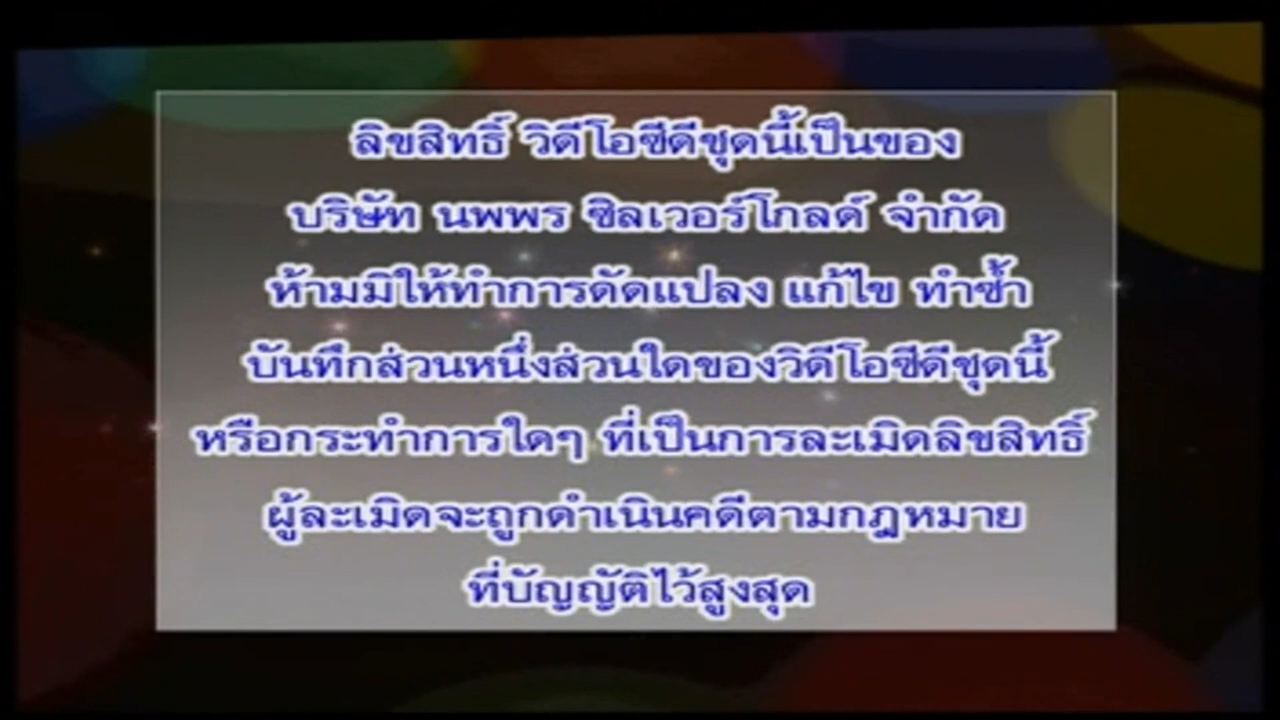 ลิขสิทธิ์ วิดีโอซีดีชุดนี้เป็นของ
บริษัท นพพร ซิลเวอร์โกลด์ จำกัด
ห้ามมิให้ทำการดัดแปลง แก้ไข ทำซ้ำ
บันทึกส่วนหนึ่งส่วนใดของวิดีโอซีดีชุดนี้
หรือกระทำการใดๆ ที่เป็นการละเมิดลิขสิทธิ์
ผู้ละเมิดจะถูกดำเนินคดีตามกฎหมาย
ที่บัญญัติไว้สูงสุด